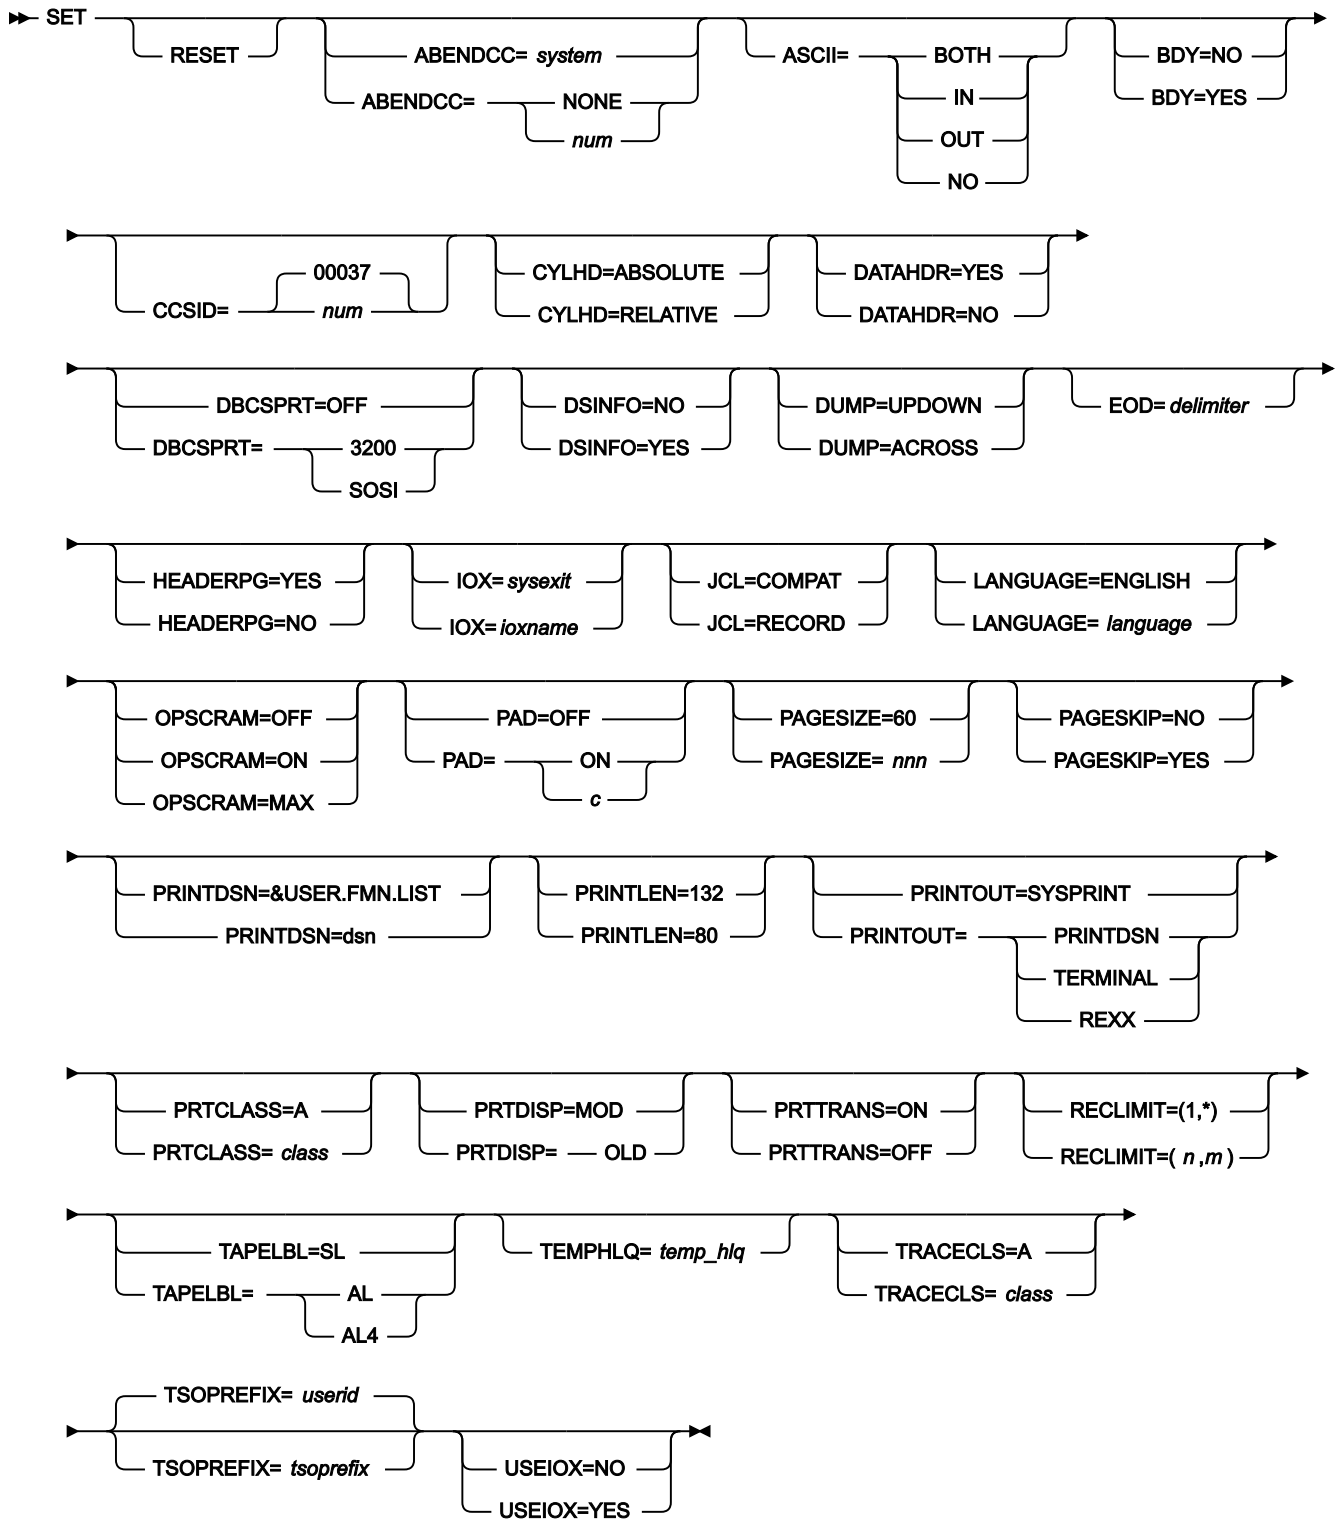 SET
RESET ABENDCC= system ASCII= BOTH BDY=NO
ABENDCC= NONE IN BDY=YES
num OUT
NO
00037 CYLHD=ABSOLUTE DATAHDR=YES
CCSID= num CYLHD=RELATIVE DATAHDR=NO
DBCSPRT=OFF DSINFO=NO DUMP=UPDOWN EOD= delimiter
DBCSPRT= 3200 DSINFO=YES DUMP=ACROSS
SOSI
HEADERPG=YES IOX= sysexit JCL=COMPAT LANGUAGE=ENGLISH
HEADERPG=NO IOX= ioxname JCL=RECORD LANGUAGE= language
OPSCRAM=OFF PAD=OFF PAGESIZE=60 PAGESKIP=NO
OPSCRAM=ON PAD= ON PAGESIZE= nnn PAGESKIP=YES
OPSCRAM=MAX c
PRINTDSN=&USER.FMN.LIST PRINTLEN=132 PRINTOUT=SYSPRINT
PRINTDSN=dsn PRINTLEN=80 PRINTOUT= PRINTDSN
TERMINAL
REXX
PRTCLASS=A PRTDISP=MOD PRTTRANS=ON RECLIMIT=(1,*)
PRTCLASS= class PRTDISP= OLD PRTTRANS=OFF RECLIMIT=( n ,m )
TAPELBL=SL TEMPHLQ= temp_hlq TRACECLS=A
TAPELBL= AL TRACECLS= class
AL4
TSOPREFIX= userid
TSOPREFIX= tsoprefix USEIOX=NO
USEIOX=YES